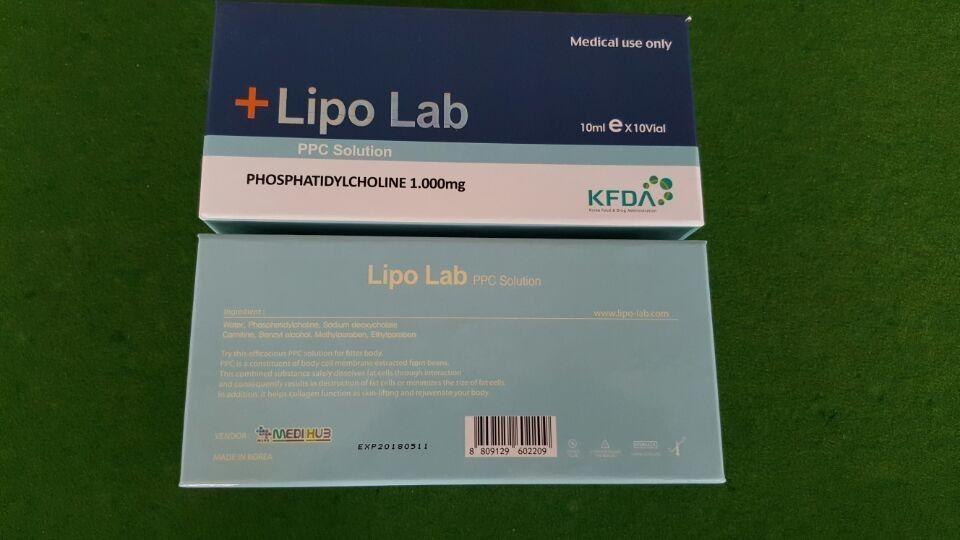 Medical use only
+ Lipo Lab
10ml e X10Vial
PPC Solution
PHOSPHATIDYLCHOLINE 1.000mg
KFDA
Korea Food & Drug Administration
Lipo Lab PPC Solution
Ingredient :
www.lipo-lab.com
Water, Phosphatidylcholine, Sodium deoxycholate
Carnitine, Benzyl alcohol, Methylparaben, Ethylparaben
Try this efficacious PPC solution for fitter body.
PPC is a constituent of body cell membrane extracted from beans.
This combined substance safely dissolves fat cells through interaction
and consequently results in destruction of fat cells or minimizes the size of fat cells.
In addition, it helps collagen function as skin-lifting and rejuvenate your body.
VENDOR : MEDI HUB
EXP20180511
MADE IN KOREA
8 809129 602209